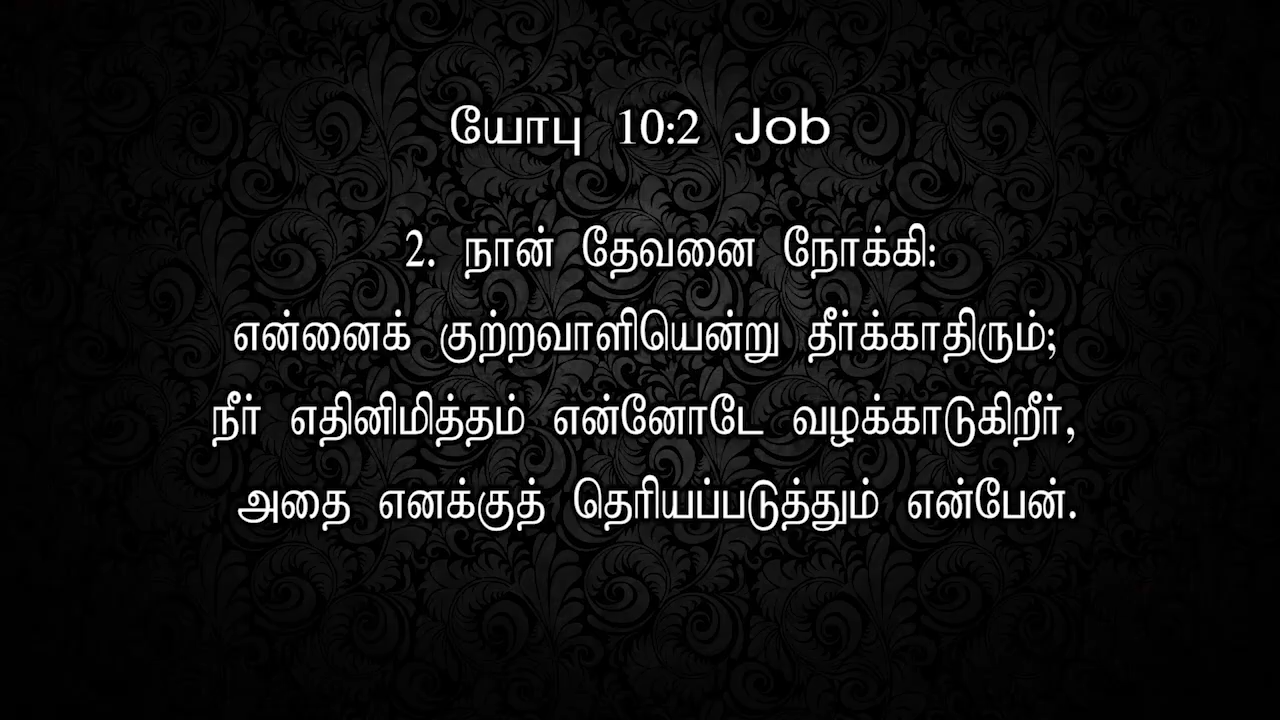 யோபு 10:2 Job
2. நான் தேவனை நோக்கி:
என்னைக் குற்றவாளியென்று தீர்க்காதிரும்;
நீர் எதினிமித்தம் என்னோடே வழக்காடுகிறீர்,
அதை எனக்குத் தெரியப்படுத்தும் என்பேன்.